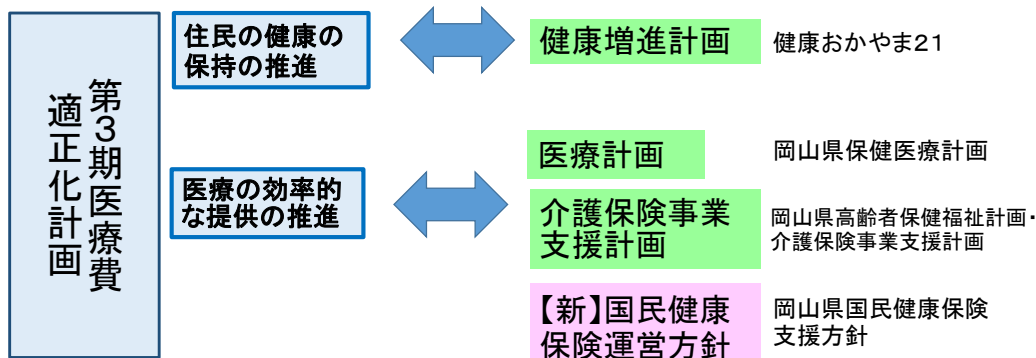 第3期医療費
適正化計画
住民の健康の
保持の推進
健康増進計画
健康おかやま21
医療の効率的
な提供の推進
医療計画
岡山県保健医療計画
介護保険事業
支援計画
岡山県高齢者保健福祉計画・
介護保険事業支援計画
【新】国民健康
保険運営方針
岡山県国民健康保険
支援方針